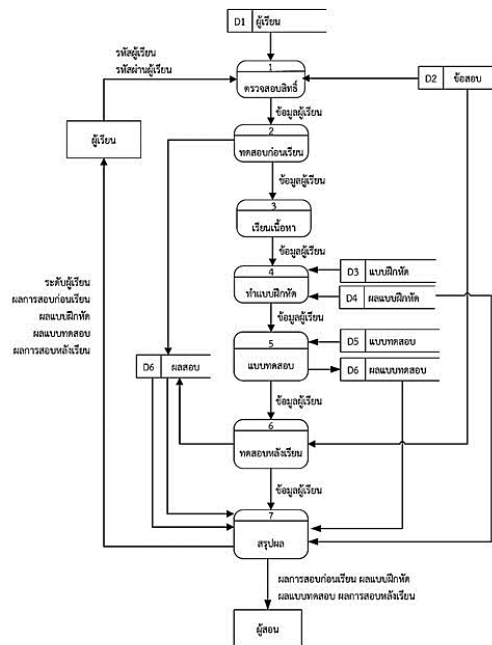 D1 ผู้เรียน
รหัสผู้เรียน
รหัสผ่านผู้เรียน
1
ตรวจสอบสิทธิ์
D2 ข้อสอบ
ข้อมูลผู้เรียน
ผู้เรียน
2
ทดสอบก่อนเรียน
ข้อมูลผู้เรียน
3
เรียนเนื้อหา
ข้อมูลผู้เรียน
4
ทำแบบฝึกหัด
D3 แบบฝึกหัด
D4 ผลแบบฝึกหัด
ระดับผู้เรียน
ผลการสอบก่อนเรียน
ผลแบบฝึกหัด
ผลแบบทดสอบ
ผลการสอบหลังเรียน
ข้อมูลผู้เรียน
5
แบบทดสอบ
D5 แบบทดสอบ
D6 ผลแบบทดสอบ
D6 ผลสอบ
ข้อมูลผู้เรียน
6
ทดสอบหลังเรียน
ข้อมูลผู้เรียน
7
สรุปผล
ผลการสอบก่อนเรียน ผลแบบฝึกหัด
ผลแบบทดสอบ ผลการสอบหลังเรียน
ผู้สอน